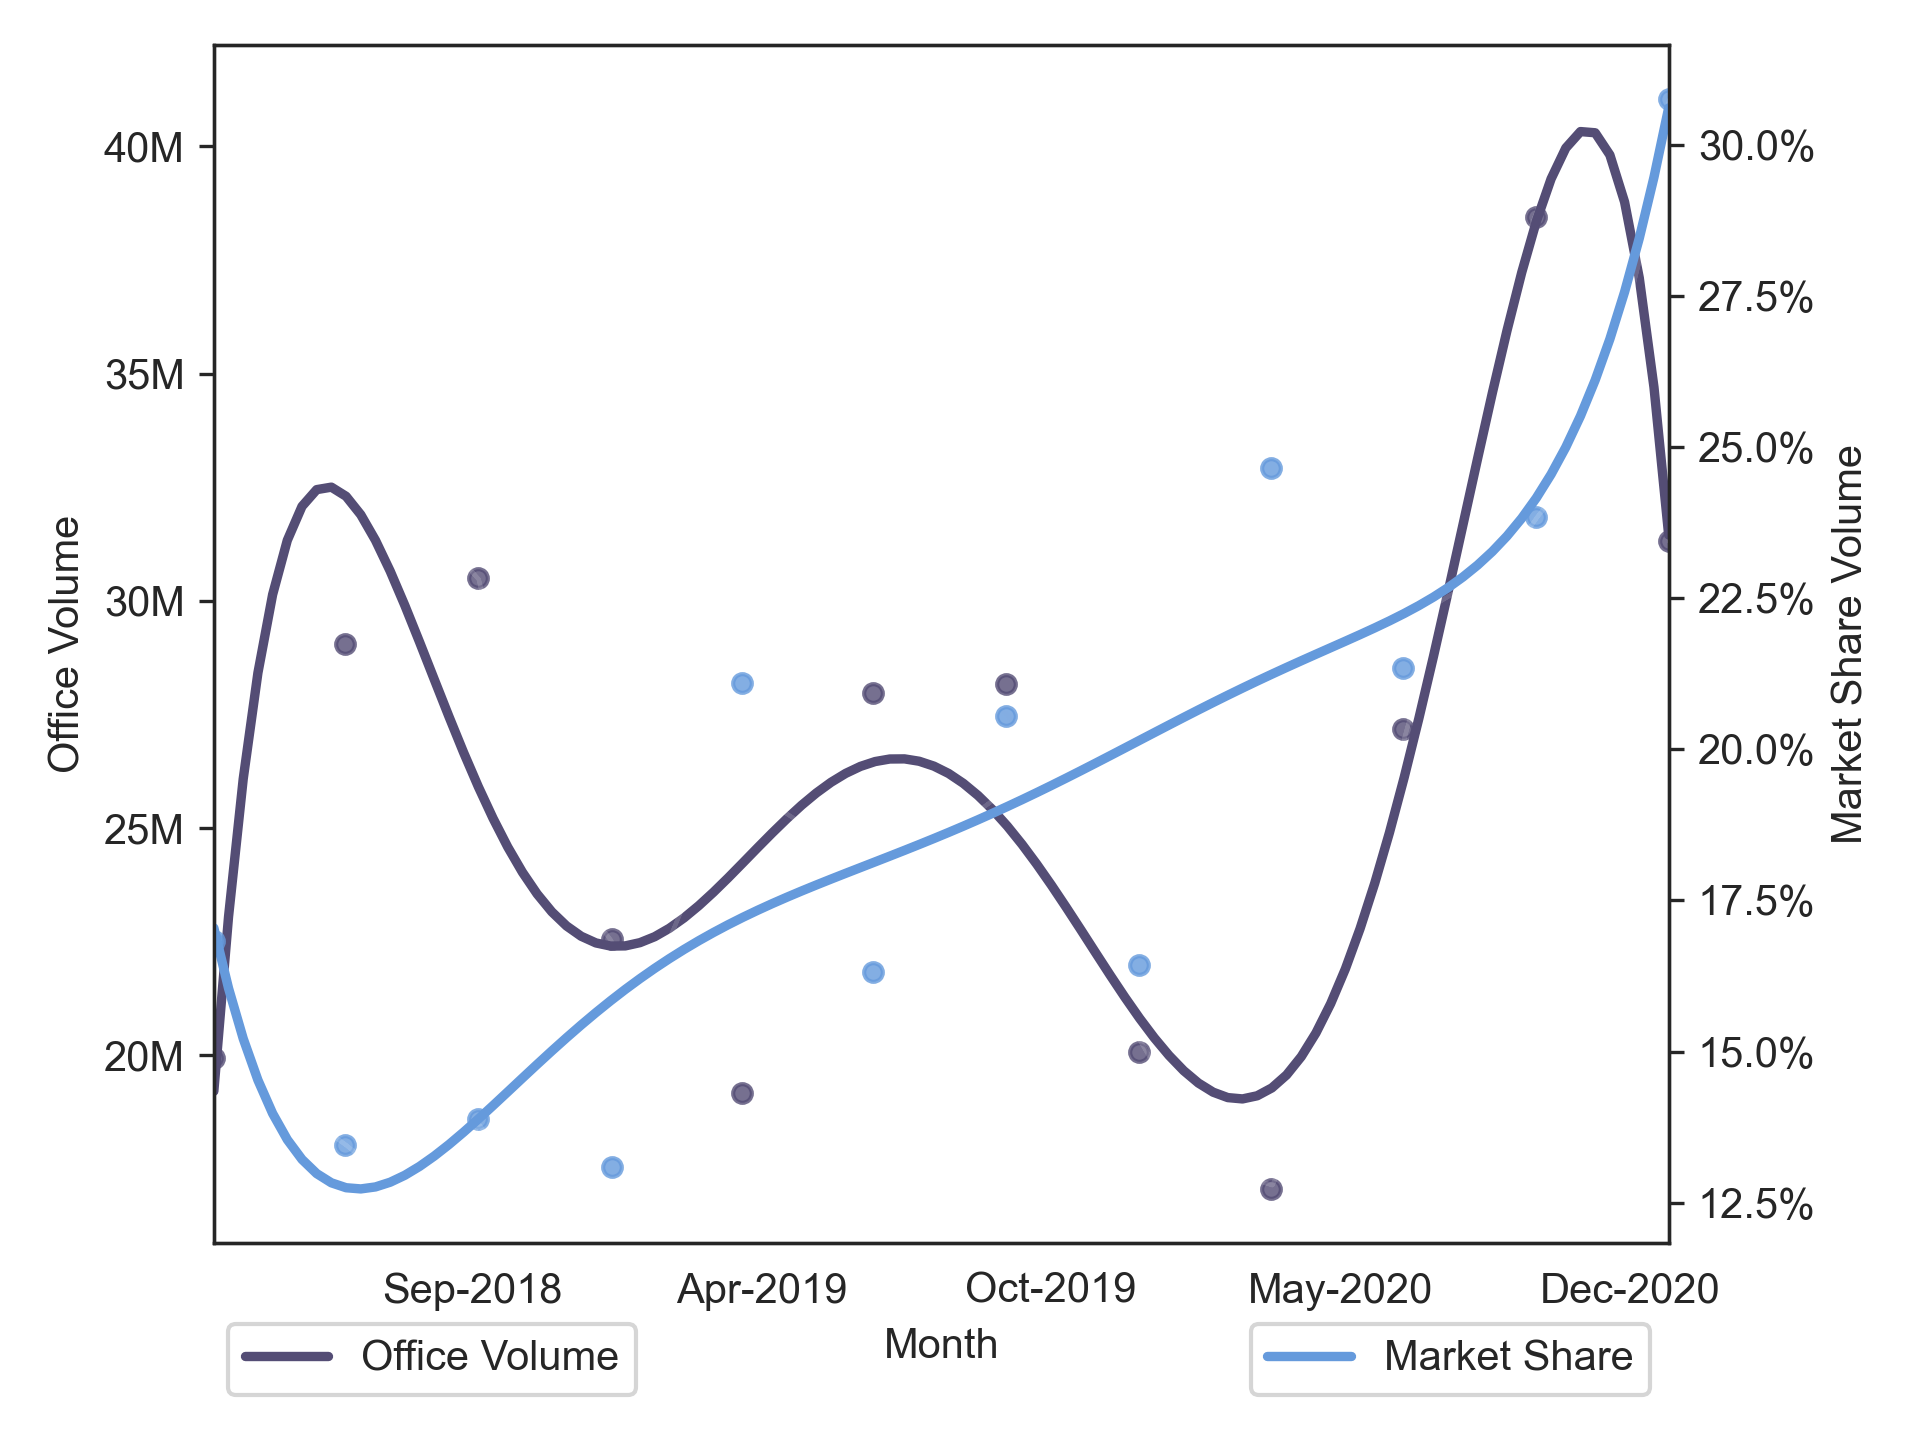 40M
35M
30M
25M
20M
Office Volume
30.0%
27.5%
25.0%
22.5%
20.0%
17.5%
15.0%
12.5%
Market Share Volume
Sep-2018 Apr-2019 Oct-2019 May-2020 Dec-2020
Month
Office Volume
Market Share